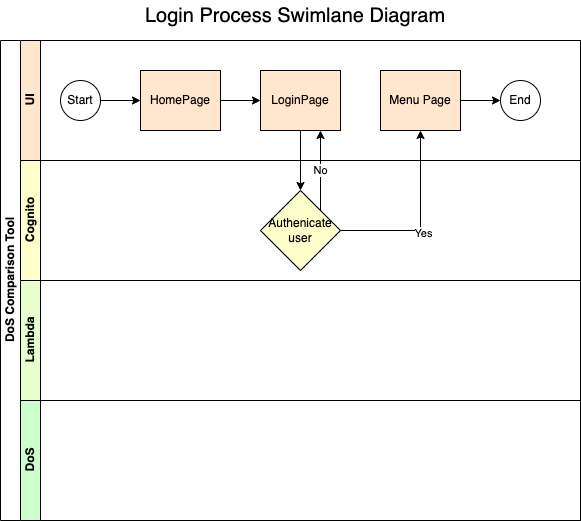 Login Process Swimlane Diagram
DoS Comparison Tool
UI
Start
HomePage
LoginPage
Menu Page
End
No
Cognito
Authenicate
user
Yes
Lambda
DoS